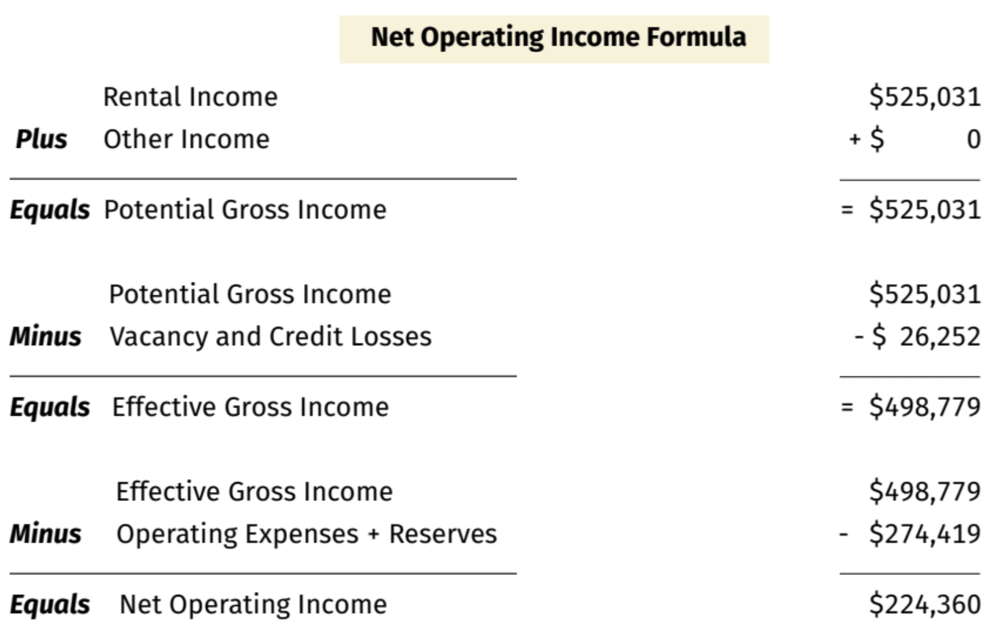 Net Operating Income Formula
Rental Income $525,031
Plus Other Income + $ 0
Equals Potential Gross Income = $525,031
Potential Gross Income $525,031
Minus Vacancy and Credit Losses - $ 26,252
Equals Effective Gross Income = $498,779
Effective Gross Income $498,779
Minus Operating Expenses + Reserves - $274,419
Equals Net Operating Income $224,360